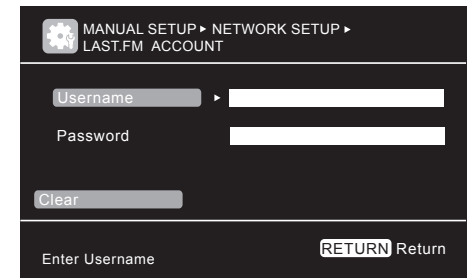 MANUAL SETUP▸ NETWORK SETUP▸
LAST.FM ACCOUNT
Username ▸
Password
Clear
Enter Username
RETURN Return